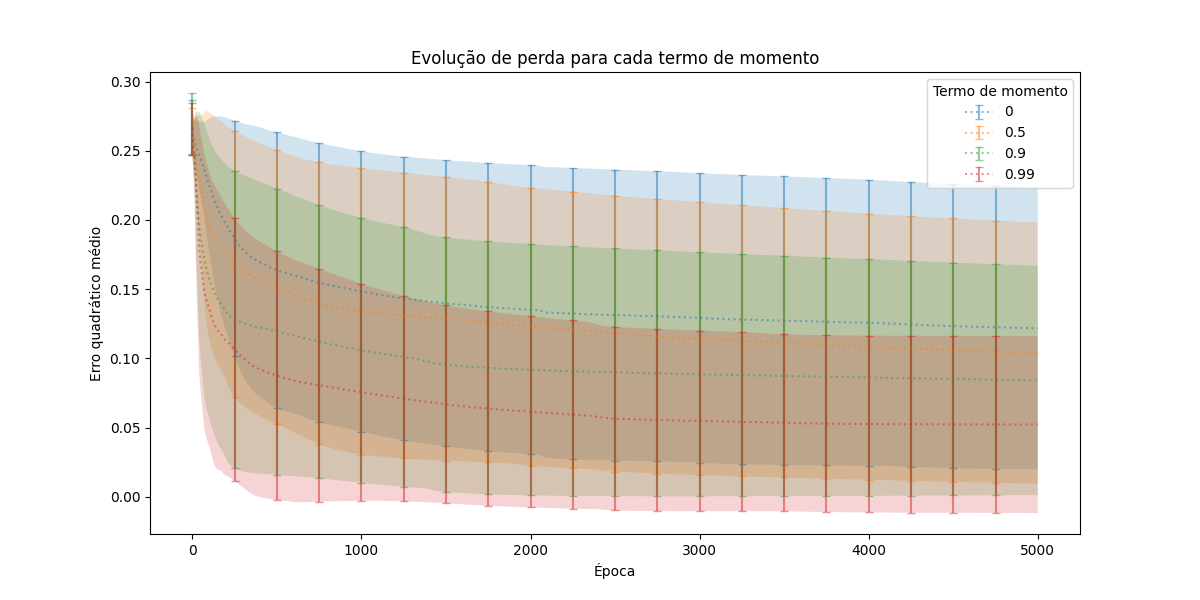 Evolução de perda para cada termo de momento
Erro quadrático médio
0.30
0.25
0.20
0.15
0.10
0.05
0.00
Termo de momento
0
0.5
0.9
0.99
0 1000 2000 3000 4000 5000
Época